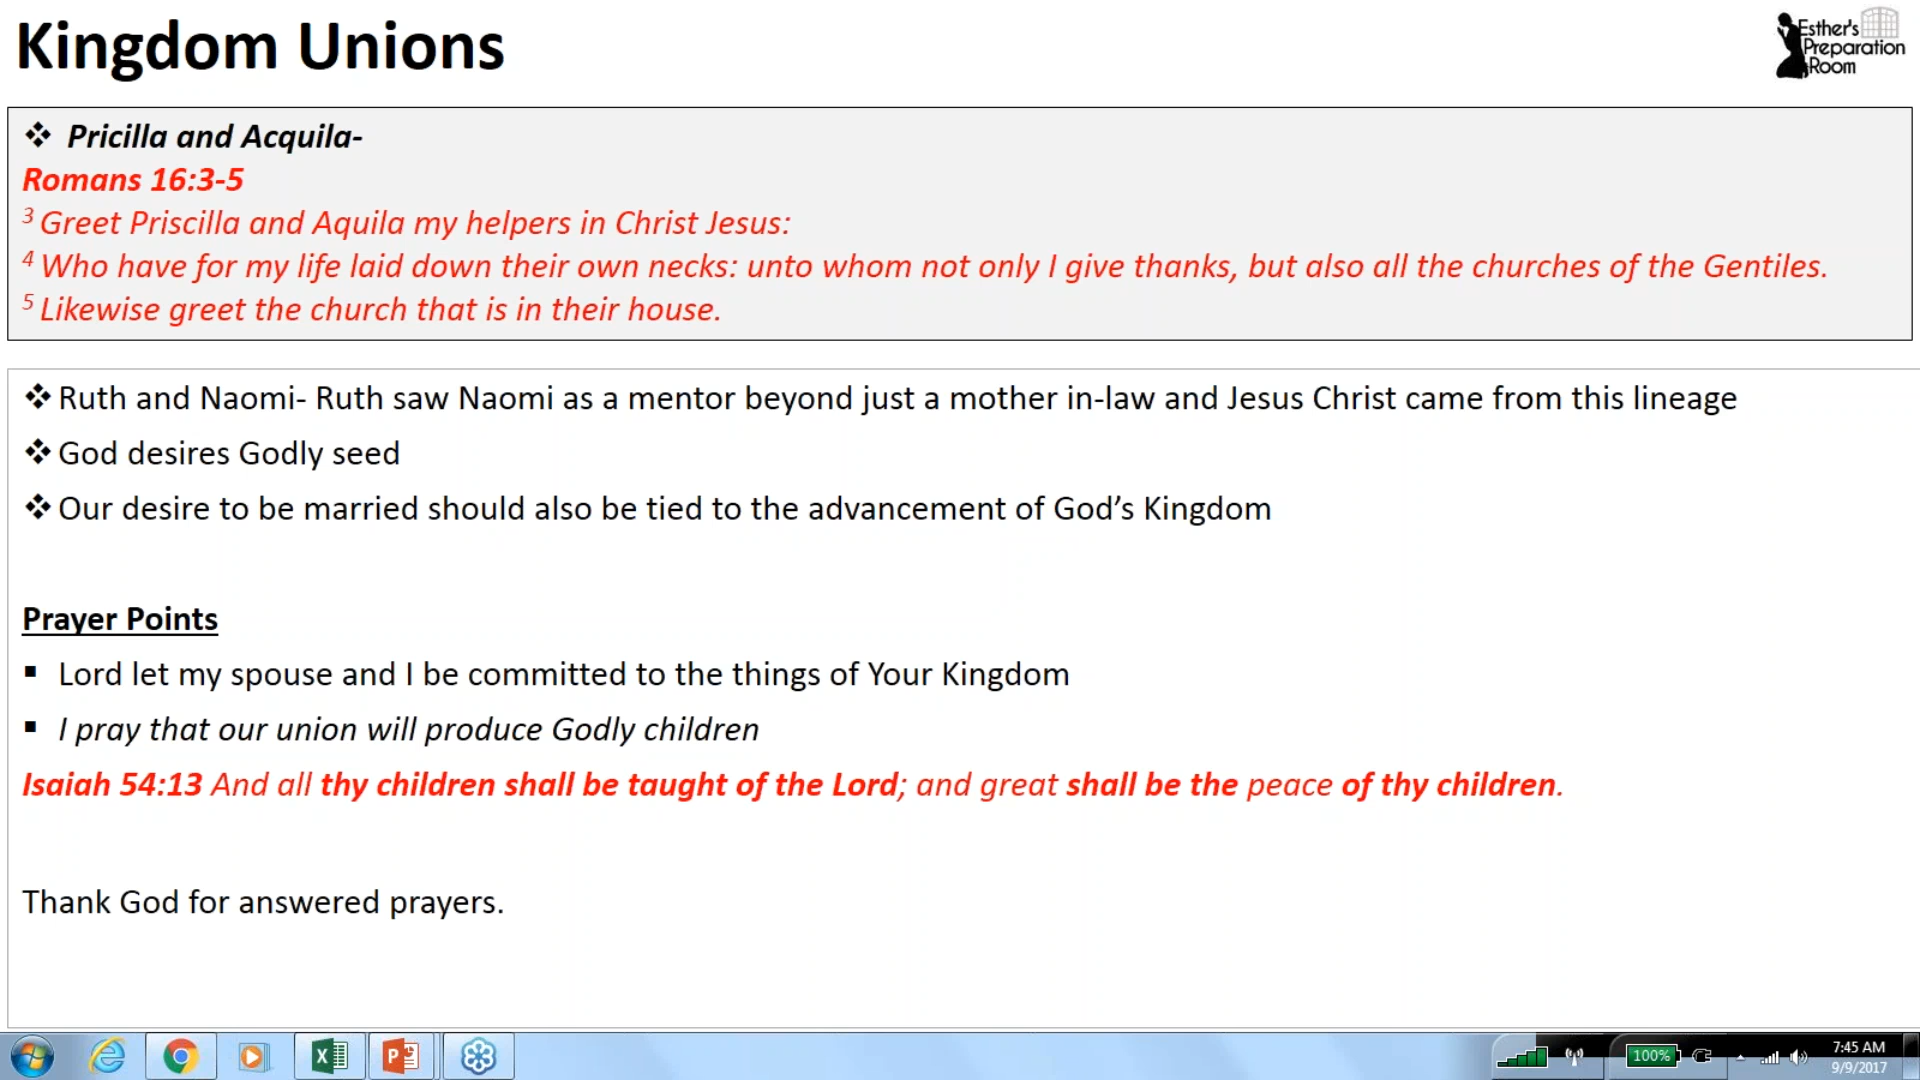 Kingdom Unions
Esther's
Preparation
Room
❖ Pricilla and Acquila-
Romans 16:3-5
3 Greet Priscilla and Aquila my helpers in Christ Jesus:
4 Who have for my life laid down their own necks: unto whom not only I give thanks, but also all the churches of the Gentiles.
5 Likewise greet the church that is in their house.
❖ Ruth and Naomi- Ruth saw Naomi as a mentor beyond just a mother in-law and Jesus Christ came from this lineage
❖ God desires Godly seed
❖ Our desire to be married should also be tied to the advancement of God's Kingdom
Prayer Points
▪ Lord let my spouse and I be committed to the things of Your Kingdom
▪ I pray that our union will produce Godly children
Isaiah 54:13 And all thy children shall be taught of the Lord; and great shall be the peace of thy children.
Thank God for answered prayers.
100%
7:45 AM
9/9/2017